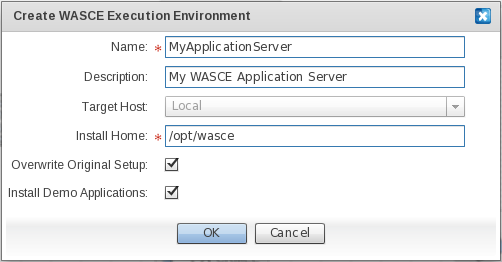 Create WASCE Execution Environment
Name: * MyApplicationServer
Description: My WASCE Application Server
Target Host: Local
Install Home: * /opt/wasce
Overwrite Original Setup:
Install Demo Applications:
OK Cancel